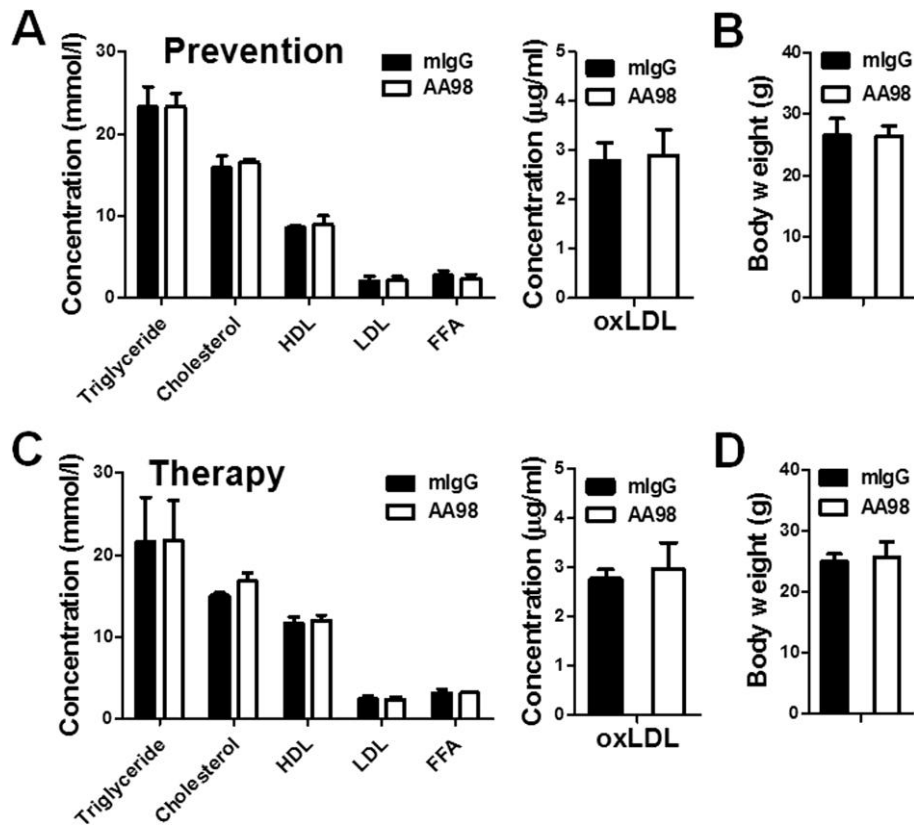 A
Prevention
Concentration (mmol/l)
30
20
10
0
mIgG
AA98
Triglyceride
Cholesterol
HDL
LDL
FFA
Concentration (µg/ml)
5
4
3
2
1
0
mIgG
AA98
oxLDL
B
Body weight (g)
40
30
20
10
0
mIgG
AA98
C
Therapy
Concentration (mmol/l)
30
20
10
0
mIgG
AA98
Triglyceride
Cholesterol
HDL
LDL
FFA
Concentration (µg/ml)
5
4
3
2
1
0
mIgG
AA98
oxLDL
D
Body weight (g)
40
30
20
10
0
mIgG
AA98